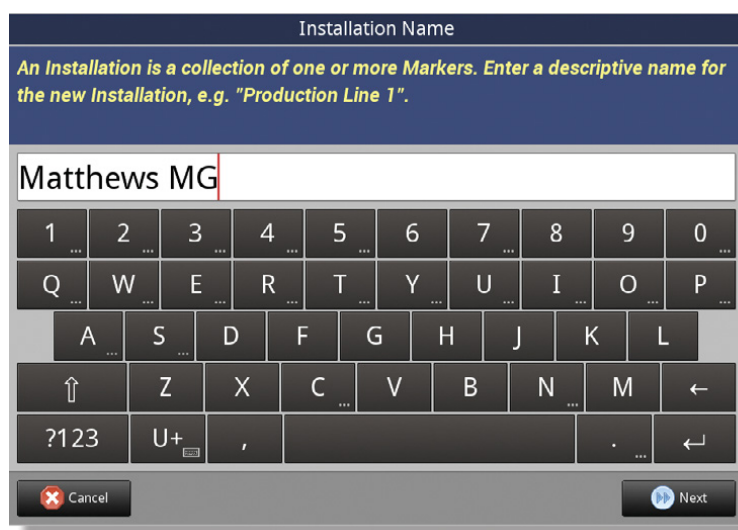 Installation Name
An Installation is a collection of one or more Markers. Enter a descriptive name for
the new Installation, e.g. "Production Line 1".
Matthews MG
1 ... 2 ... 3 ... 4 ... 5 ... 6 7 ... 8 9 0 ...
Q ... W ... E ... R ... T ... Y ... U ... I ... O ... P ...
A ... S ... D F G H J K L
⇧ Z X C ... V B N ... M ←
?123 U+ , . ... ↵
Cancel Next